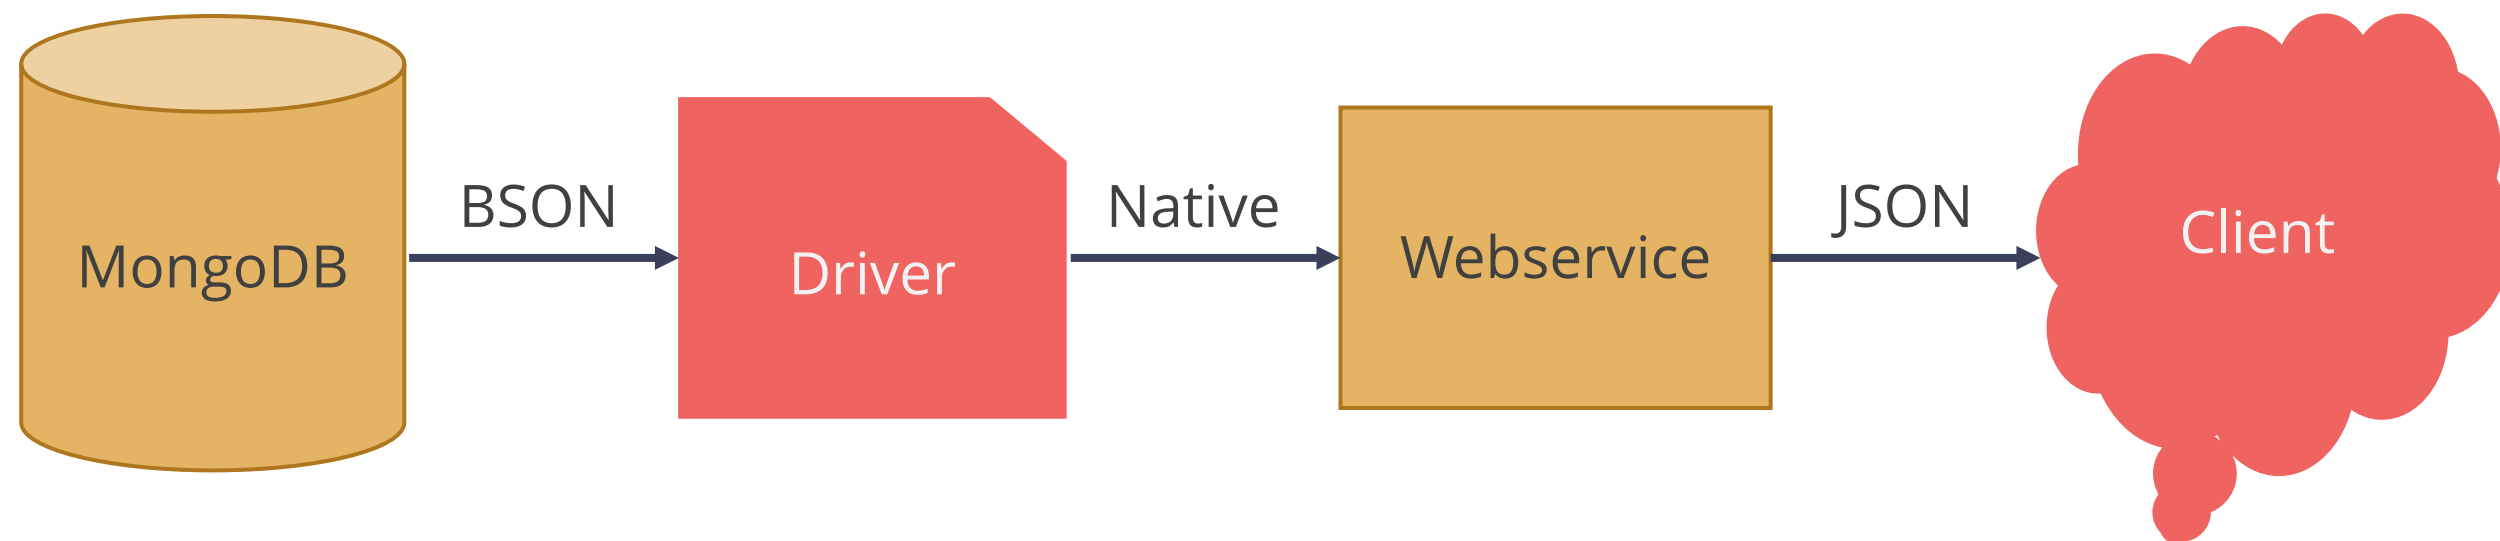 MongoDB
BSON
Driver
Native
Webservice
JSON
Client